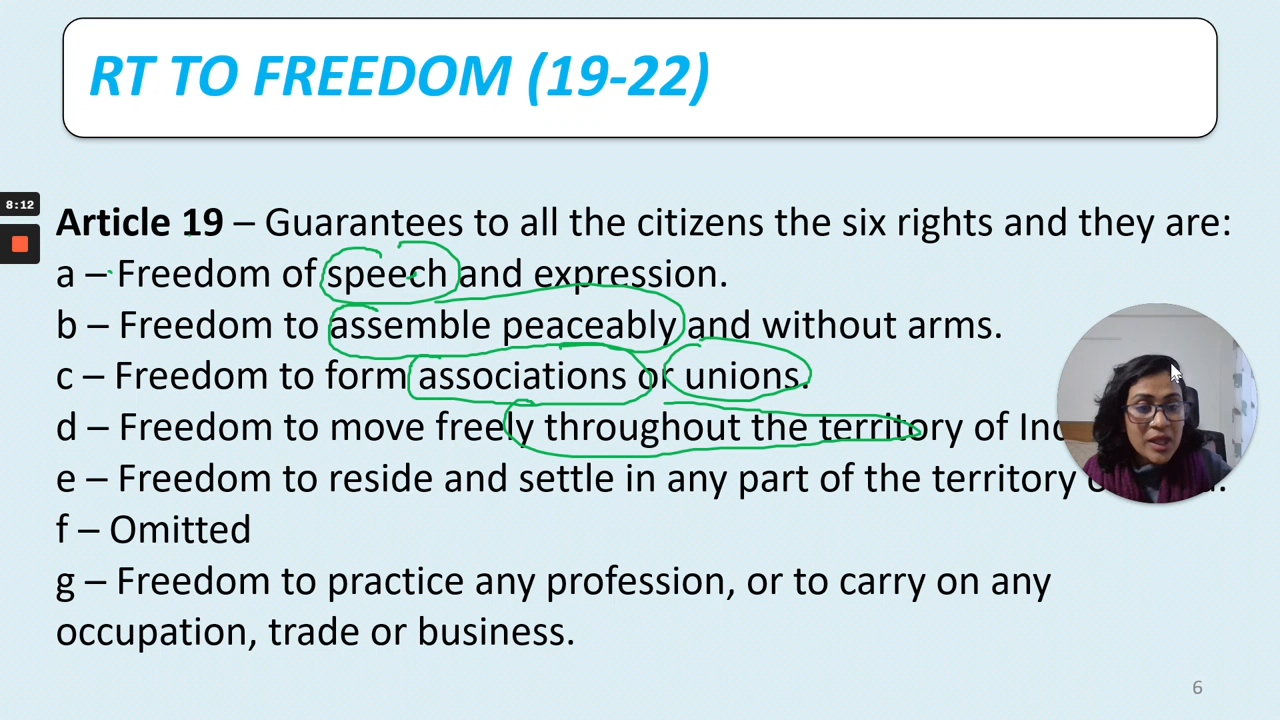 RT TO FREEDOM (19-22)
8:12
Article 19 – Guarantees to all the citizens the six rights and they are:
a – Freedom of speech and expression.
b – Freedom to assemble peaceably and without arms.
c – Freedom to form associations or unions.
d – Freedom to move freely throughout the territory of
e – Freedom to reside and settle in any part of the territory
f – Omitted
g – Freedom to practice any profession, or to carry on any
occupation, trade or business.
6